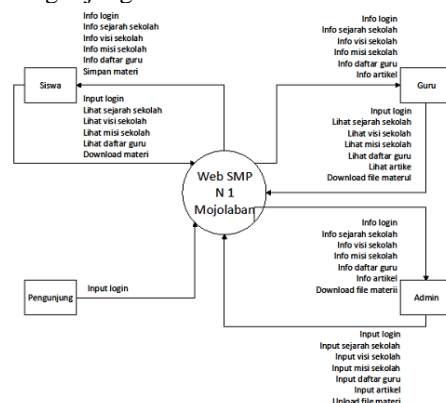 Info login
Info sejarah sekolah
Info visi sekolah
Info misi sekolah
Info daftar guru
Simpan materi
Siswa
Input login
Lihat sejarah sekolah
Lihat visi sekolah
Lihat misi sekolah
Lihat daftar guru
Download materi
Info login
Info sejarah sekolah
Info visi sekolah
Info misi sekolah
Info daftar guru
Info artikel
Guru
Input login
Lihat sejarah sekolah
Lihat visi sekolah
Lihat misi sekolah
Lihat daftar guru
Lihat artike
Download file materul
Web SMP
N 1
Mojolaban
Info login
Info sejarah sekolah
Info visi sekolah
Info misi sekolah
Info daftar guru
Info artikel
Download file materii
Admin
Pengunjung
Input login
Input login
Input sejarah sekolah
Input visi sekolah
Input misi sekolah
Input daftar guru
Input artikel
Upload file materi